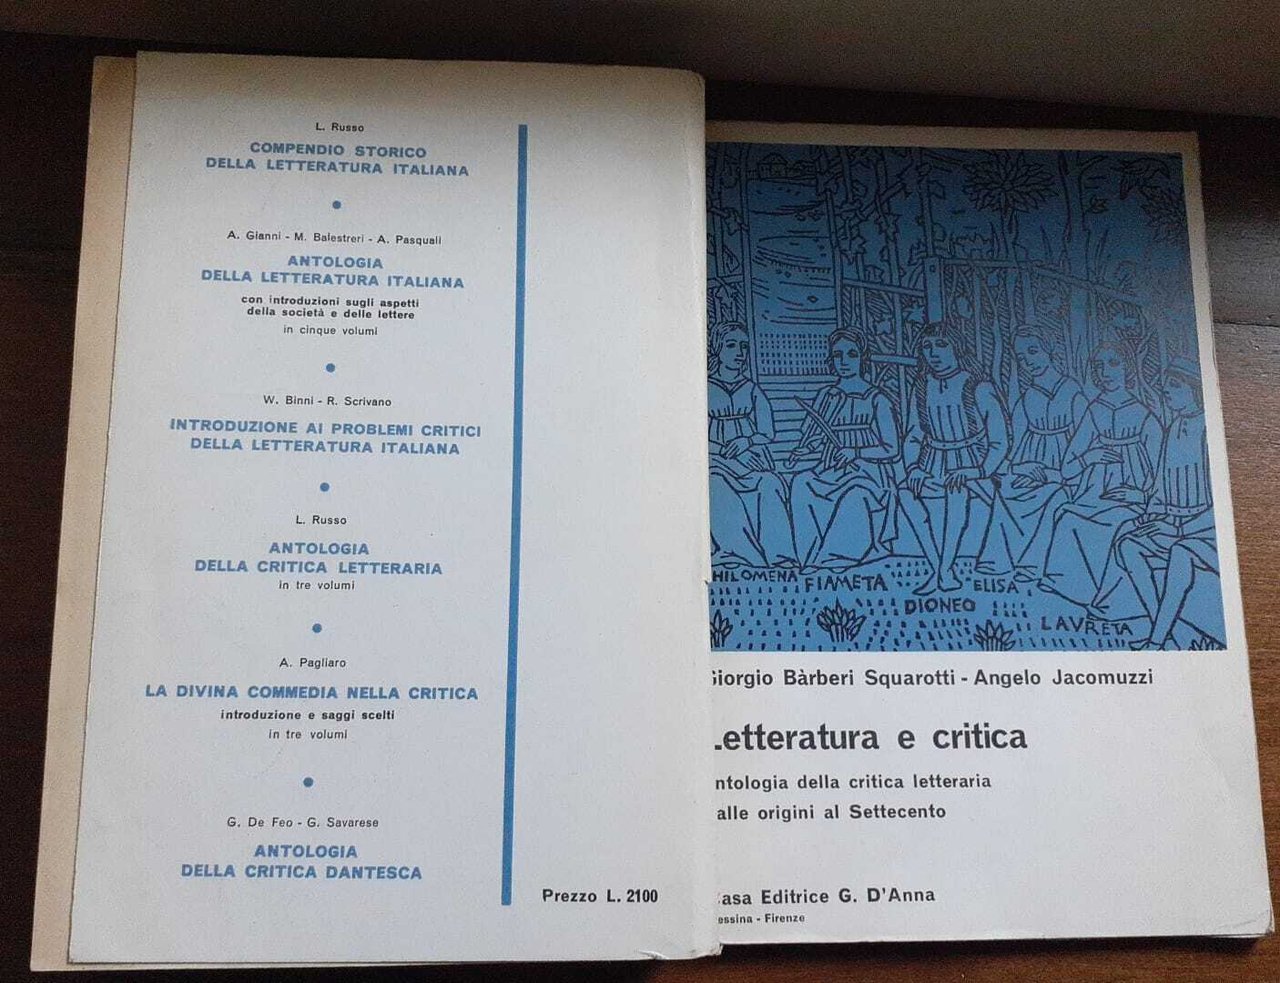 L. Russo
COMPENDIO STORICO
DELLA LETTERATURA ITALIANA
A. Gianni - M. Balestreri - A. Pasquali
ANTOLOGIA
DELLA LETTERATURA ITALIANA
con introduzioni sugli aspetti
della società e delle lettere
in cinque volumi
W. Binni - R. Scrivano
INTRODUZIONE AI PROBLEMI CRITICI
DELLA LETTERATURA ITALIANA
L. Russo
ANTOLOGIA
DELLA CRITICA LETTERARIA
in tre volumi
A. Pagliaro
LA DIVINA COMMEDIA NELLA CRITICA
introduzione e saggi scelti
in tre volumi
G. De Feo - G. Savarese
ANTOLOGIA
DELLA CRITICA DANTESCA
Prezzo L. 2100
HILOMENA FIAMETA DIONEO ELISA LAVRETA
Giorgio Bàrberi Squarotti - Angelo Jacomuzzi
Letteratura e critica
ntologia della critica letteraria
alle origini al Settecento
Casa Editrice G. D'Anna
essina - Firenze